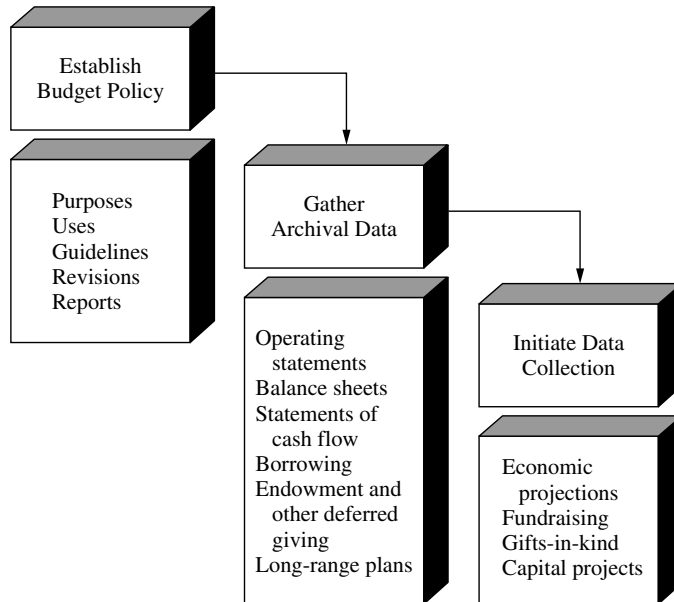 Establish
Budget Policy
Purposes
Uses
Guidelines
Revisions
Reports
Gather
Archival Data
Operating
statements
Balance sheets
Statements of
cash flow
Borrowing
Endowment and
other deferred
giving
Long-range plans
Initiate Data
Collection
Economic
projections
Fundraising
Gifts-in-kind
Capital projects